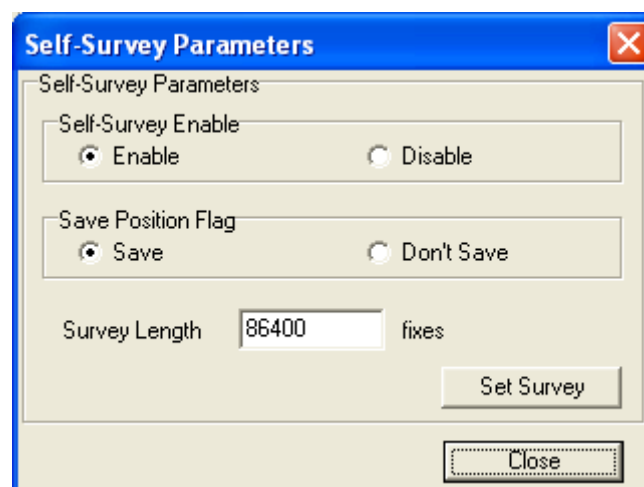 Self-Survey Parameters
Self-Survey Parameters
Self-Survey Enable
Enable Disable
Save Position Flag
Save Don't Save
Survey Length 86400 fixes
Set Survey
Close